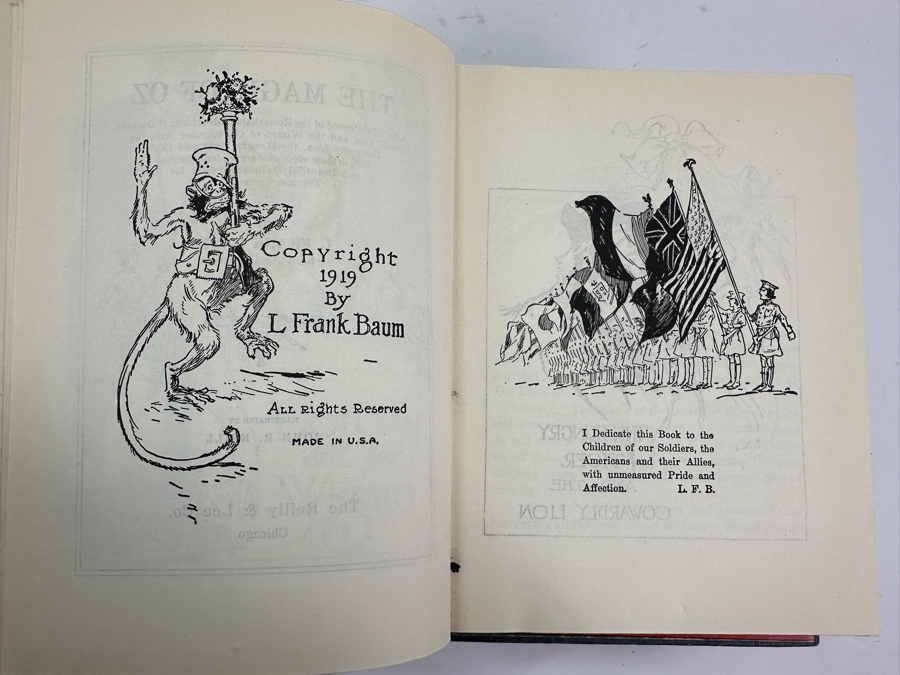 Copyright
1919
By
L Frank Baum
All Rights Reserved
MADE IN U.S.A.
I Dedicate this Book to the
Children of our Soldiers, the
Americans and their Allies,
with unmeasured Pride and
Affection. L. F. B.